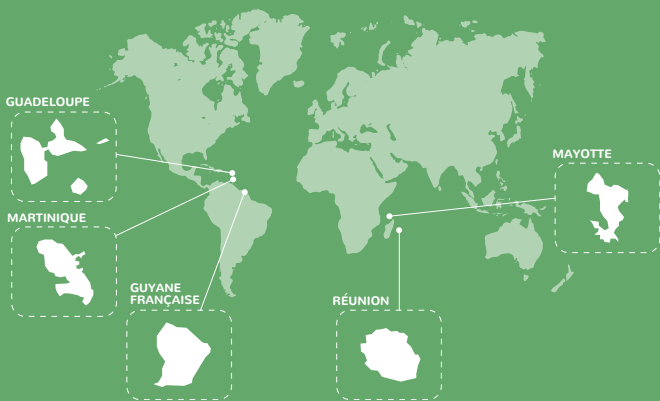 GUADELOUPE
MAYOTTE
MARTINIQUE
GUYANE
FRANÇAISE
RÉUNION